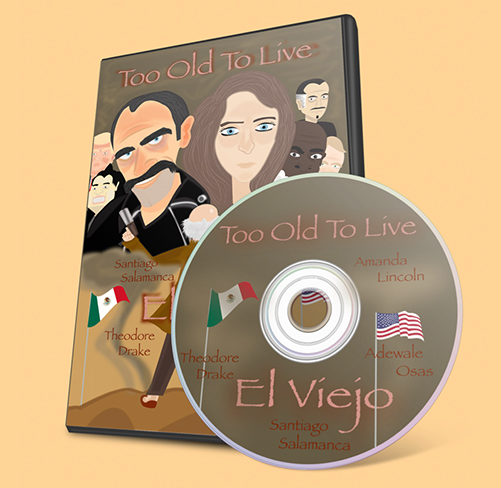 Too Old To Live
Santiago
Salamanca
El
Theodore
Drake
Too Old To Live
Amanda
Lincoln
Theodore
Drake
Adewale
Osas
El Viejo
Santiago
Salamanca